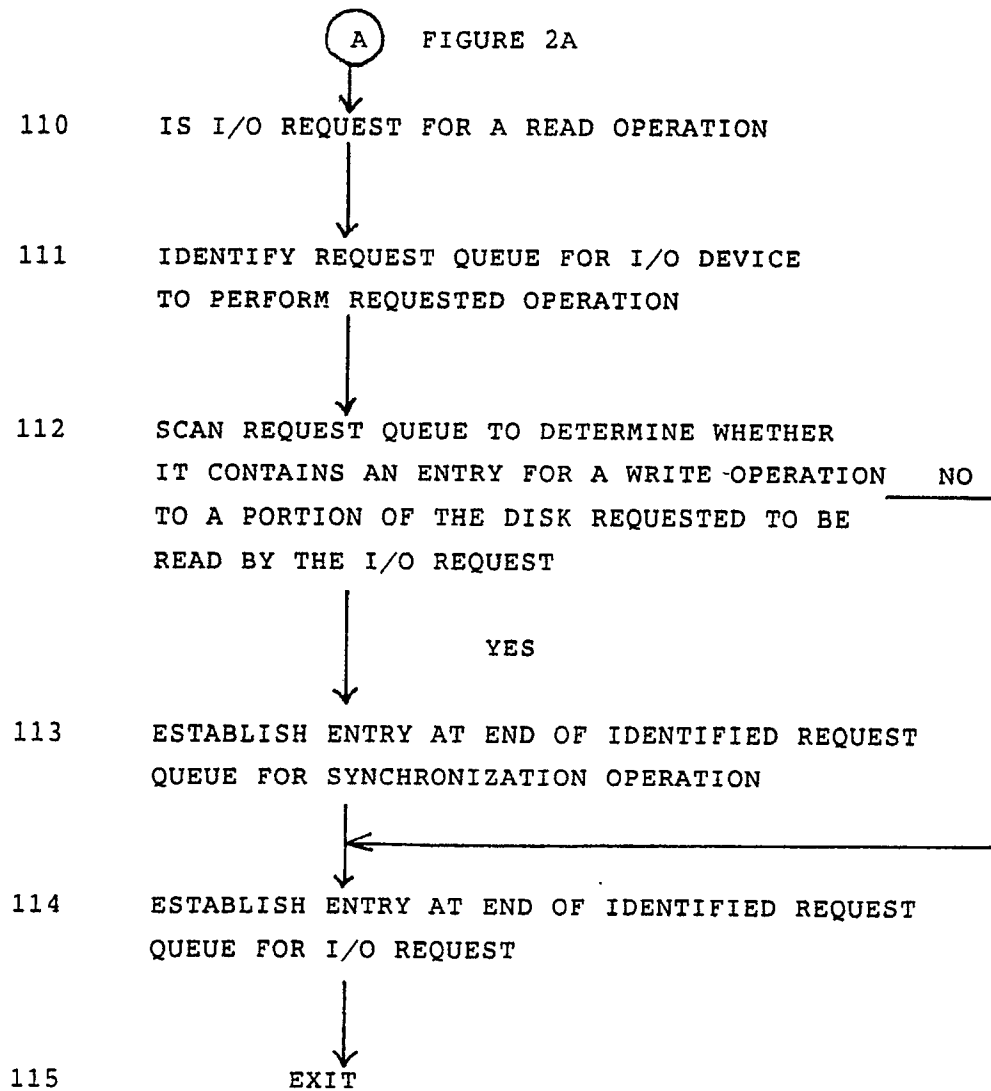 A FIGURE 2A
110 IS I/O REQUEST FOR A READ OPERATION
111 IDENTIFY REQUEST QUEUE FOR I/O DEVICE
TO PERFORM REQUESTED OPERATION
112 SCAN REQUEST QUEUE TO DETERMINE WHETHER
IT CONTAINS AN ENTRY FOR A WRITE OPERATION NO
TO A PORTION OF THE DISK REQUESTED TO BE
READ BY THE I/O REQUEST
YES
113 ESTABLISH ENTRY AT END OF IDENTIFIED REQUEST
QUEUE FOR SYNCHRONIZATION OPERATION
114 ESTABLISH ENTRY AT END OF IDENTIFIED REQUEST
QUEUE FOR I/O REQUEST
115 EXIT